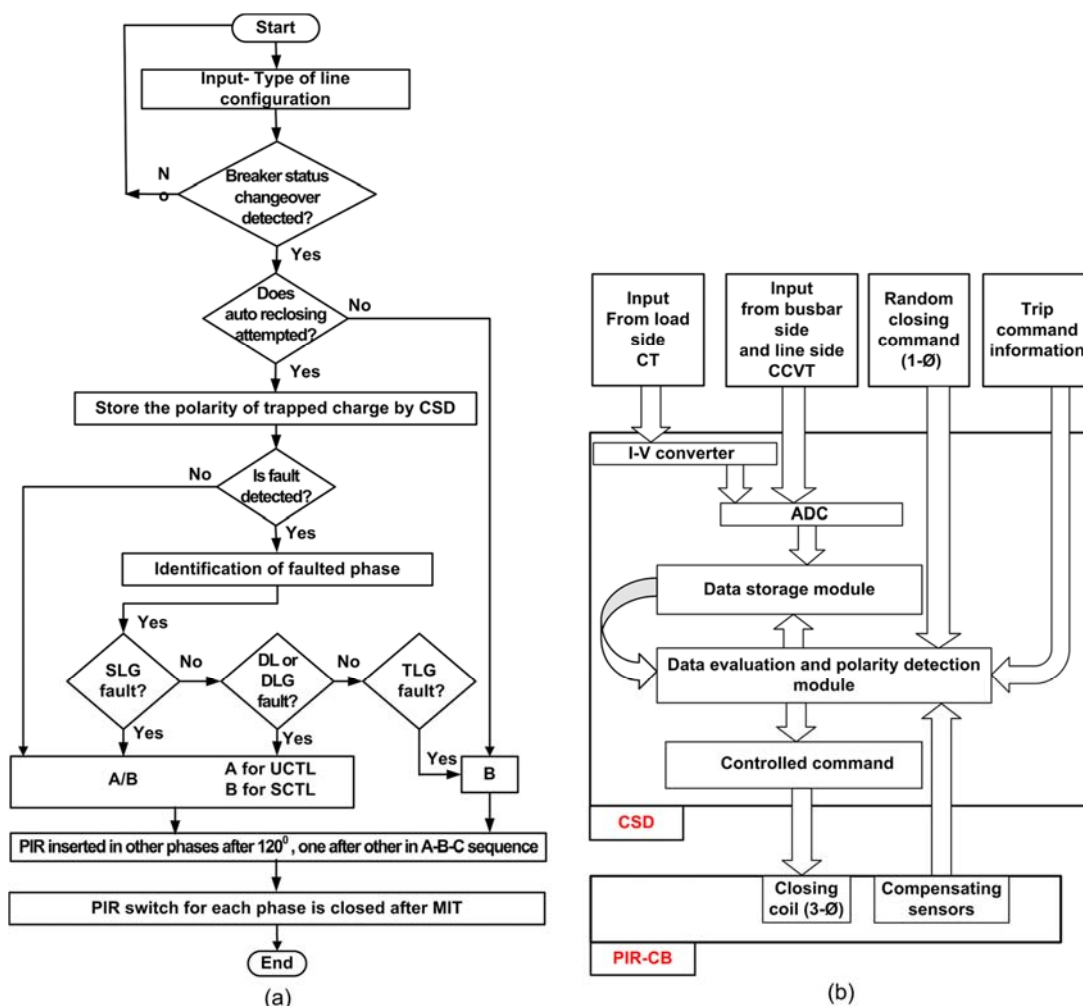 Start
Input- Type of line
configuration
N
Breaker status
changeover
detected?
Yes
Does
auto reclosing
attempted?
No
Yes
Store the polarity of trapped charge by CSD
No
Is fault
detected?
Yes
Identification of faulted phase
Yes
SLG
fault?
No
DL or
DLG
fault?
No
TLG
fault?
Yes
Yes
Yes
A/B
A for UCTL
B for SCTL
B
PIR inserted in other phases after 120⁰, one after other in A-B-C sequence
PIR switch for each phase is closed after MIT
End
(a)
Input
From load
side
CT
Input
from busbar
side
and line side
CCVT
Random
closing
command
(1-Ø)
Trip
command
information
I-V converter
ADC
Data storage module
Data evaluation and polarity detection
module
Controlled command
CSD
Closing
coil (3-Ø)
Compensating
sensors
PIR-CB
(b)